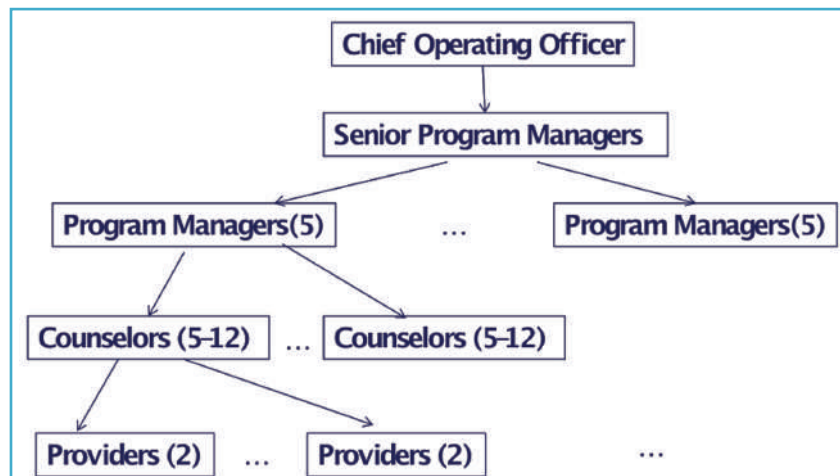 Chief Operating Officer
Senior Program Managers
Program Managers(5) ... Program Managers(5)
Counselors (5-12) ... Counselors (5-12)
Providers (2) ... Providers (2) ...